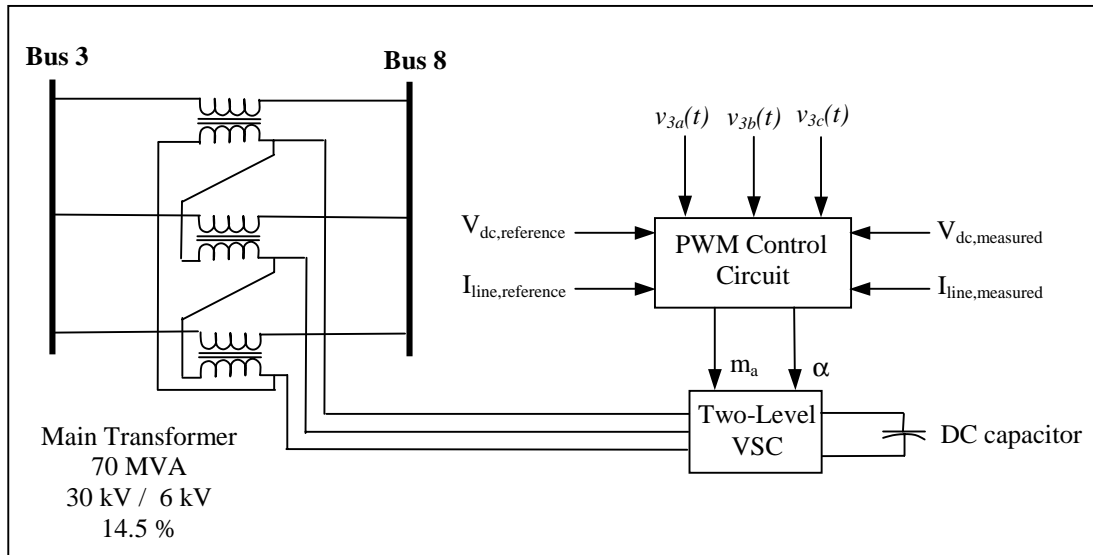 Bus 3
Bus 8
v3a(t) v3b(t) v3c(t)
Vdc,reference
Iline,reference
PWM Control
Circuit
Vdc,measured
Iline,measured
ma
α
Two-Level
VSC
DC capacitor
Main Transformer
70 MVA
30 kV / 6 kV
14.5 %